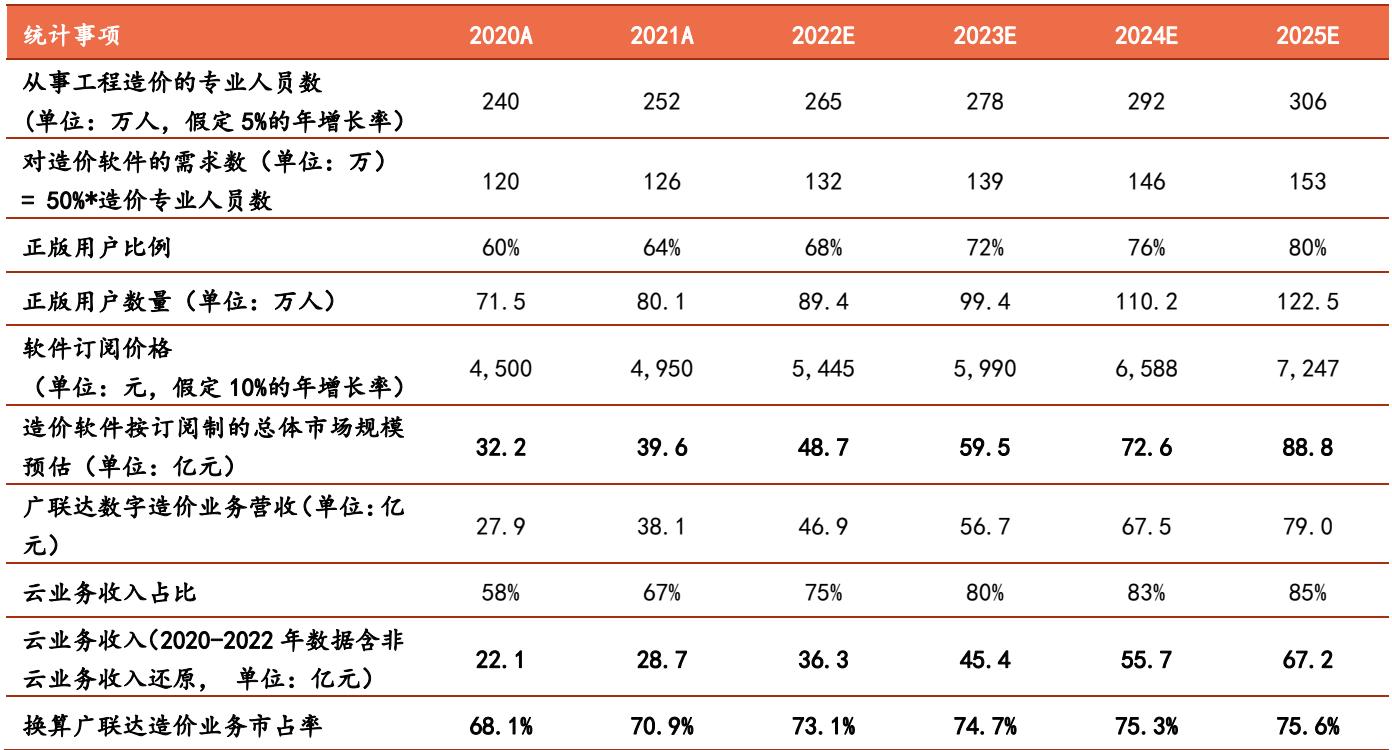 统计事项 2020A 2021A 2022E 2023E 2024E 2025E
从事工程造价的专业人员数
(单位：万人，假定 5%的年增长率) 240 252 265 278 292 306
对造价软件的需求数（单位：万）
= 50%*造价专业人员数 120 126 132 139 146 153
正版用户比例 60% 64% 68% 72% 76% 80%
正版用户数量（单位：万人） 71.5 80.1 89.4 99.4 110.2 122.5
软件订阅价格
（单位：元，假定 10%的年增长率） 4,500 4,950 5,445 5,990 6,588 7,247
造价软件按订阅制的总体市场规模
预估（单位：亿元） 32.2 39.6 48.7 59.5 72.6 88.8
广联达数字造价业务营收（单位：亿
元） 27.9 38.1 46.9 56.7 67.5 79.0
云业务收入占比 58% 67% 75% 80% 83% 85%
云业务收入（2020-2022 年数据含非
云业务收入还原， 单位：亿元） 22.1 28.7 36.3 45.4 55.7 67.2
换算广联达造价业务市占率 68.1% 70.9% 73.1% 74.7% 75.3% 75.6%